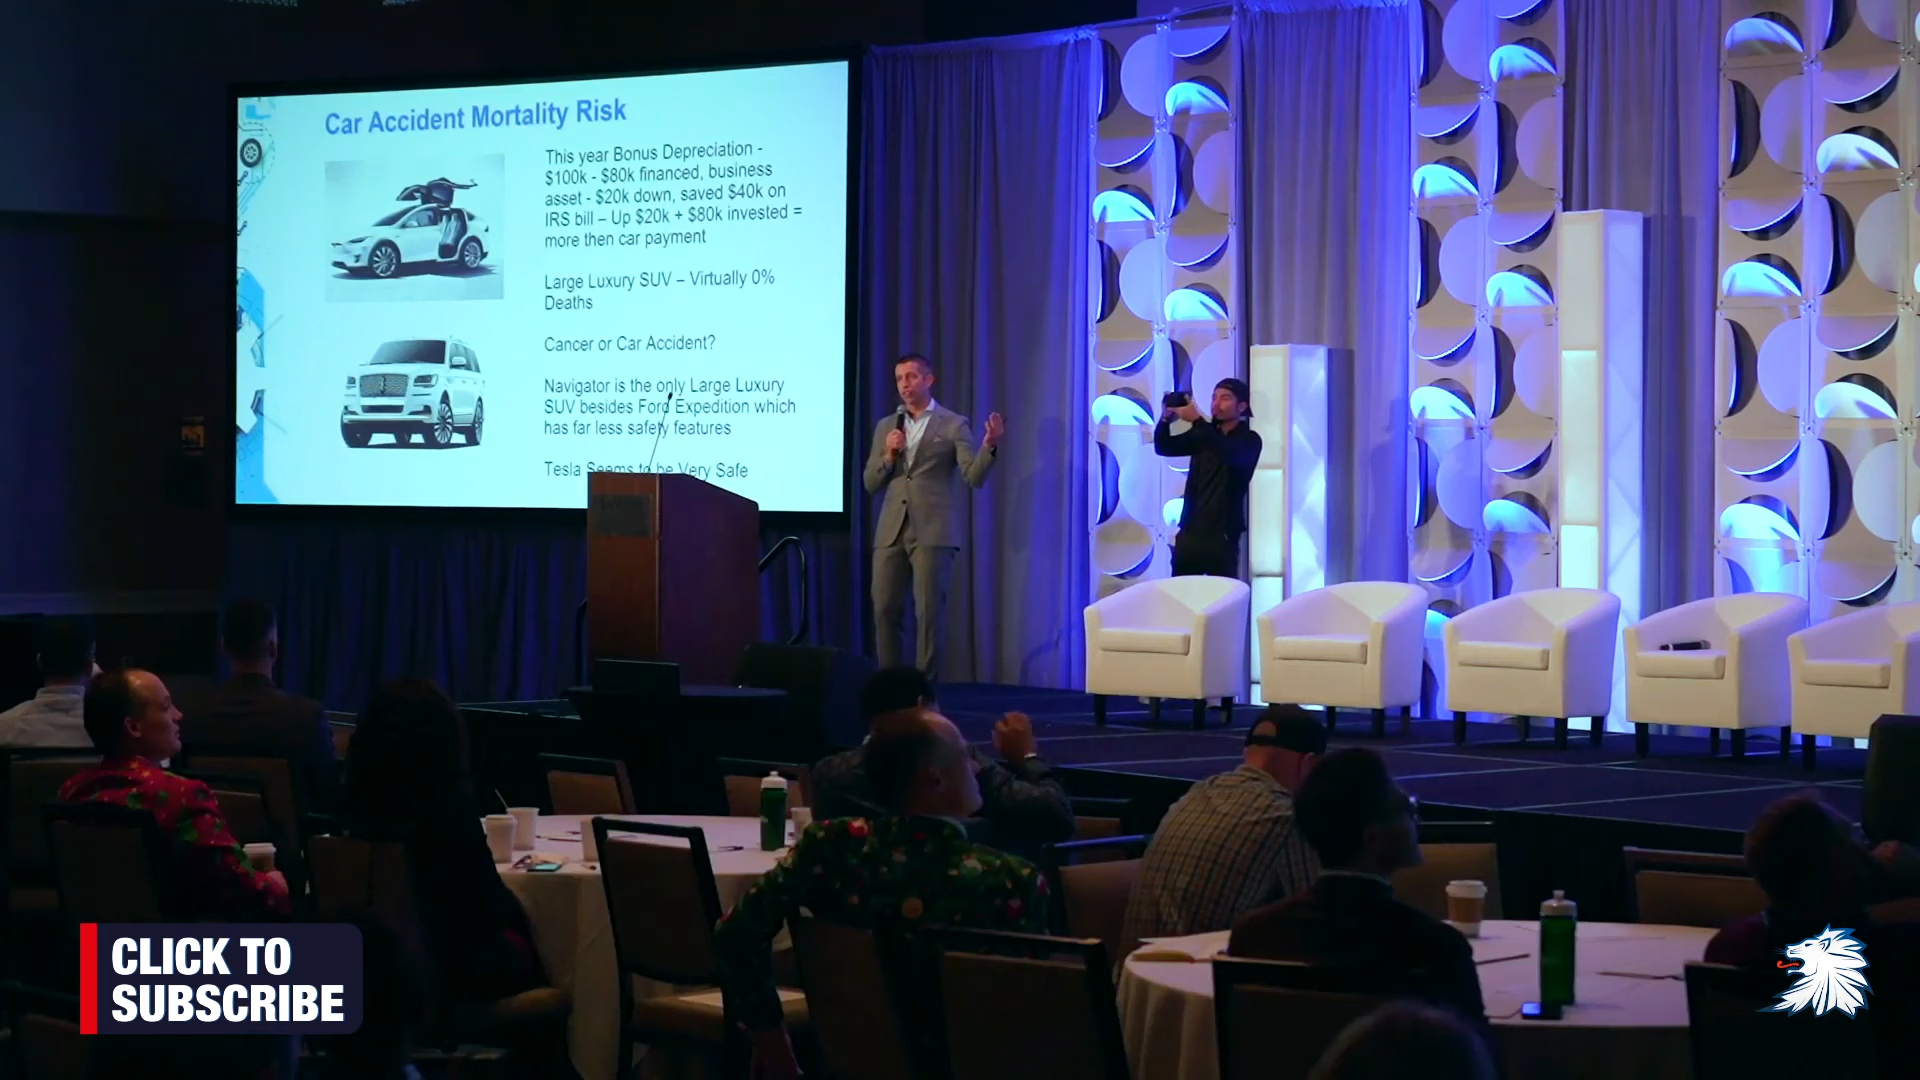 Car Accident Mortality Risk
This year Bonus Depreciation -
$100k - $80k financed, business
asset - $20k down, saved $40k on
IRS bill – Up $20k + $80k invested =
more then car payment
Large Luxury SUV – Virtually 0%
Deaths
Cancer or Car Accident?
Navigator is the only Large Luxury
SUV besides Ford Expedition which
has far less safety features
Tesla Seems to be Very Safe
CLICK TO
SUBSCRIBE